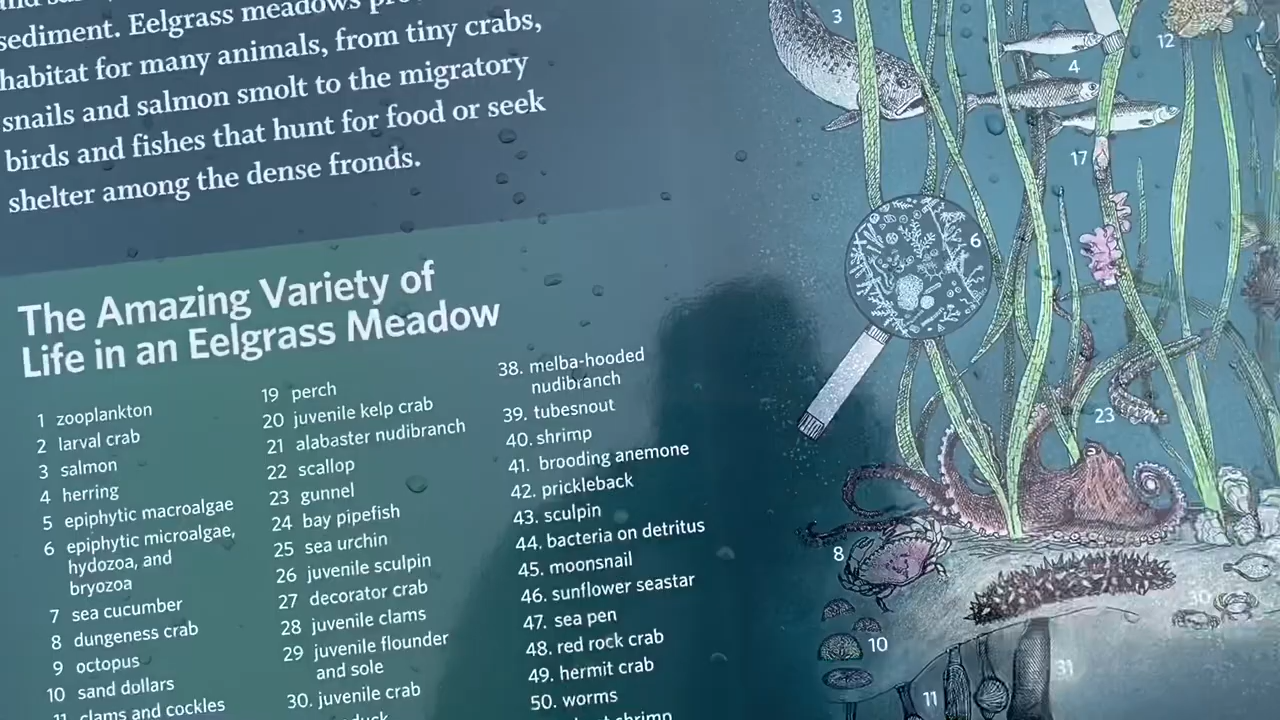 sediment. Eelgrass meadows
habitat for many animals, from tiny crabs,
snails and salmon smolt to the migratory
birds and fishes that hunt for food or seek
shelter among the dense fronds.
The Amazing Variety of
Life in an Eelgrass Meadow
1 zooplankton
2 larval crab
3 salmon
4 herring
5 epiphytic macroalgae
6 epiphytic microalgae,
hydozoa, and
bryozoa
7 sea cucumber
8 dungeness crab
9 octopus
10 sand dollars
11 clams and cockles
19 perch
20 juvenile kelp crab
21 alabaster nudibranch
22 scallop
23 gunnel
24 bay pipefish
25 sea urchin
26 juvenile sculpin
27 decorator crab
28 juvenile clams
29 juvenile flounder
and sole
30. juvenile crab
38. melba-hooded
nudibranch
39. tubesnout
40. shrimp
41. brooding anemone
42. prickleback
43. sculpin
44. bacteria on detritus
45. moonsnail
46. sunflower seastar
47. sea pen
48. red rock crab
49. hermit crab
50. worms
shrimp
3
12
4
17
6
23
8
30
10
31
11